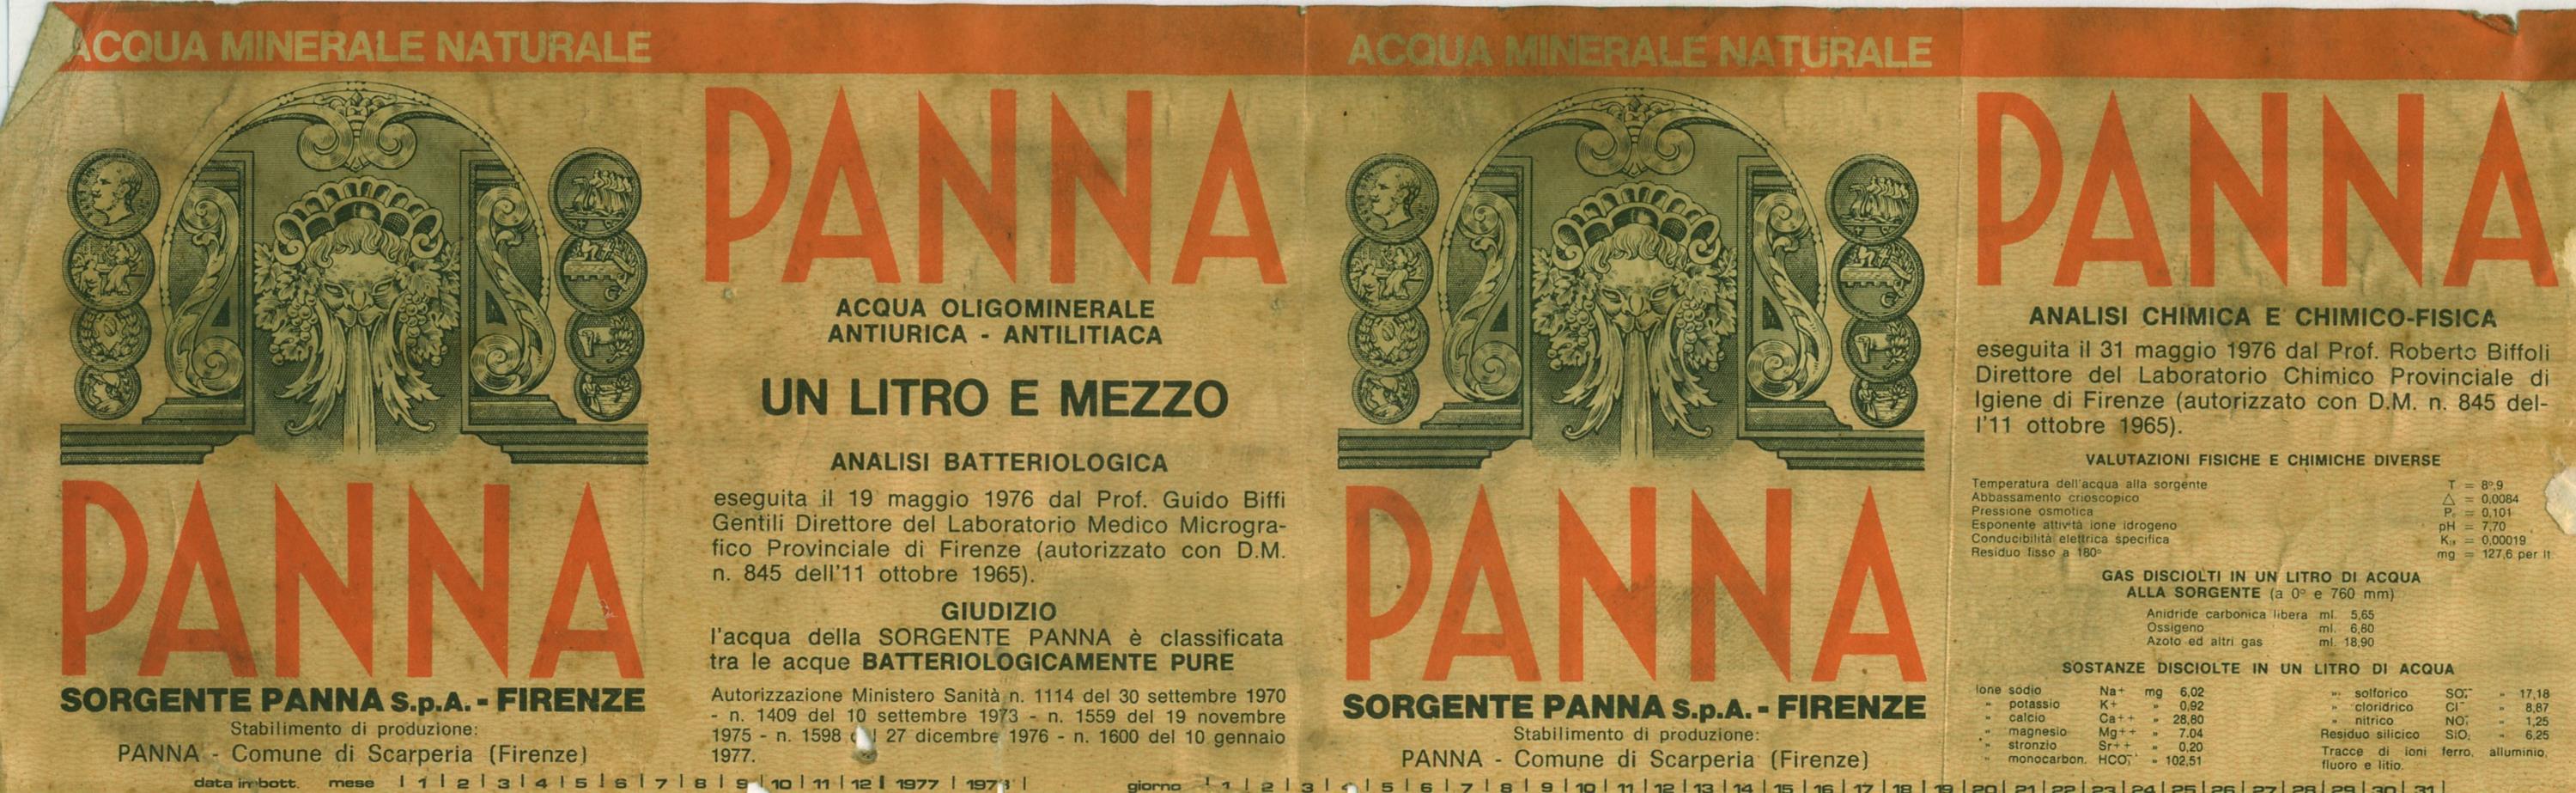 ACQUA MINERALE NATURALE
PANNA
SORGENTE PANNA S.p.A. - FIRENZE
Stabilimento di produzione:
PANNA - Comune di Scarperia (Firenze)
PANNA
ACQUA OLIGOMINERALE
ANTIURICA - ANTILITIACA
UN LITRO E MEZZO
ANALISI BATTERIOLOGICA
eseguita il 19 maggio 1976 dal Prof. Guido Biffi
Gentili Direttore del Laboratorio Medico Microgra-
fico Provinciale di Firenze (autorizzato con D.M.
n. 845 dell'11 ottobre 1965).
GIUDIZIO
l'acqua della SORGENTE PANNA è classificata
tra le acque BATTERIOLOGICAMENTE PURE
Autorizzazione Ministero Sanità n. 1114 del 30 settembre 1970
- n. 1409 del 10 settembre 1973 - n. 1559 del 19 novembre
1975 - n. 1598 27 dicembre 1976 - n. 1600 del 10 gennaio
1977.
ACQUA MINERALE NATURALE
PANNA
SORGENTE PANNA S.p.A. - FIRENZE
Stabilimento di produzione:
PANNA - Comune di Scarperia (Firenze)
PANNA
ANALISI CHIMICA E CHIMICO-FISICA
eseguita il 31 maggio 1976 dal Prof. Roberto Biffoli
Direttore del Laboratorio Chimico Provinciale di
Igiene di Firenze (autorizzato con D.M. n. 845 del-
l'11 ottobre 1965).
VALUTAZIONI FISICHE E CHIMICHE DIVERSE
Temperatura dell'acqua alla sorgente T = 8°,9
Abbassamento crioscopico △ = 0,0084
Pressione osmotica P. = 0,101
Esponente attività ione idrogeno pH = 7,70
Conducibilità elettrica specifica = 0,00019
Residuo fisso a 180° mg = 127,6 per lt
GAS DISCIOLTI IN UN LITRO DI ACQUA
ALLA SORGENTE (a 0° e 760 mm)
Anidride carbonica libera ml. 5,65
Ossigeno ml. 6,80
Azoto ed altri gas ml. 18,90
SOSTANZE DISCIOLTE IN UN LITRO DI ACQUA
Ione sodio Na+ mg 6,02
" potassio K+ " 0,92
" calcio Ca++ " 28,80
" magnesio Mg++ " 7.04
" stronzio Sr++ " 0,20
" monocarbon. HCO₃⁻ " 102,51
" solforico SO₄⁻⁻ " 17,18
" cloridrico Cl⁻ " 8,87
" nitrico NO₃⁻ " 1,25
Residuo silicico SiO₂ " 6,25
Tracce di ioni ferro, alluminio,
fluoro e litio.
data imbott. mese | 1 | 2 | 3 | 4 | 5 | 6 | 7 | 8 | 9 | 10 | 11 | 12 | 1977 | 1978 | giorno | 1 | 2 | 3 | 4 | 5 | 6 | 7 | 8 | 9 | 10 | 11 | 12 | 13 | 14 | 15 | 16 | 17 | 18 | 19 | 20 | 21 | 22 | 23 | 24 | 25 | 26 | 27 | 28 | 29 | 30 | 31 |